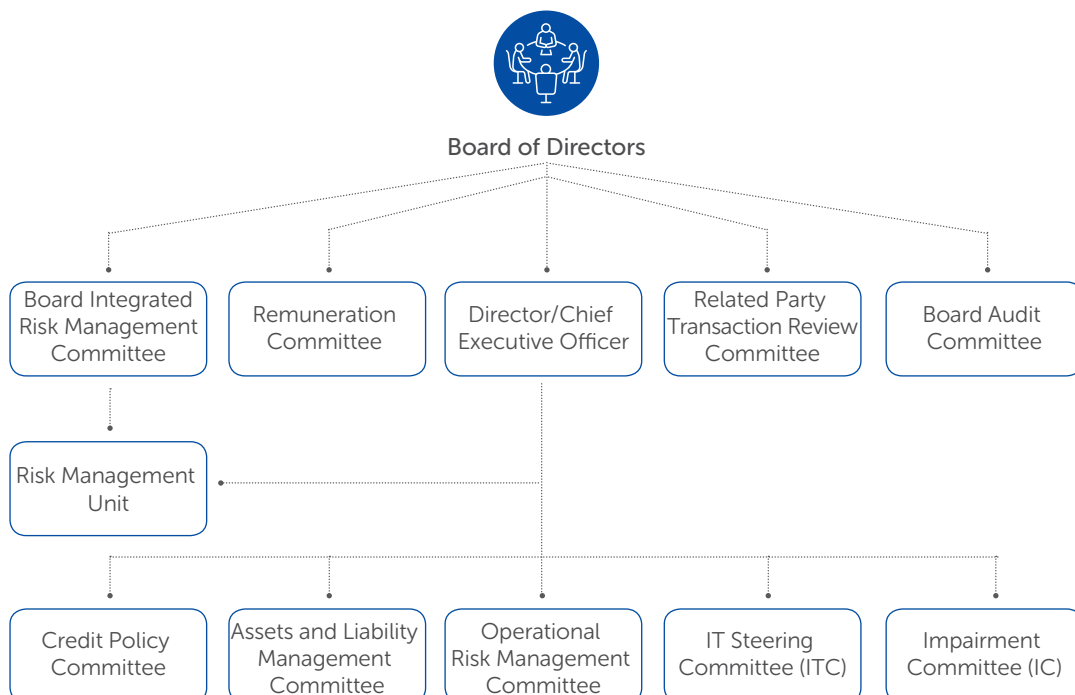 Board of Directors
Board Integrated
Risk Management
Committee
Remuneration
Committee
Director/Chief
Executive Officer
Related Party
Transaction Review
Committee
Board Audit
Committee
Risk Management
Unit
Credit Policy
Committee
Assets and Liability
Management
Committee
Operational
Risk Management
Committee
IT Steering
Committee (ITC)
Impairment
Committee (IC)